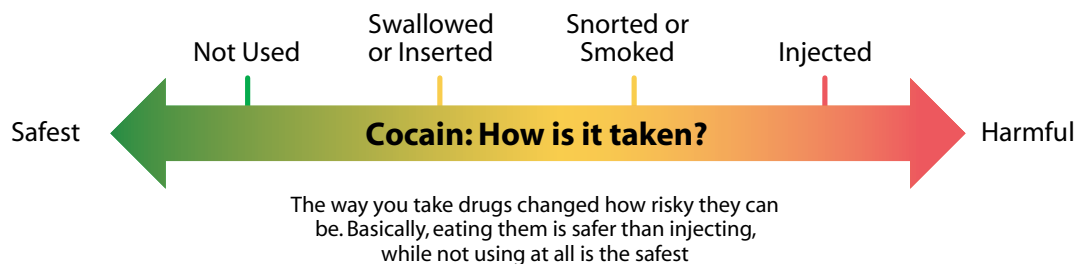 Not Used
Swallowed
or Inserted
Snorted or
Smoked
Injected
Safest
Cocain: How is it taken?
Harmful
The way you take drugs changed how risky they can
be. Basically, eating them is safer than injecting,
while not using at all is the safest